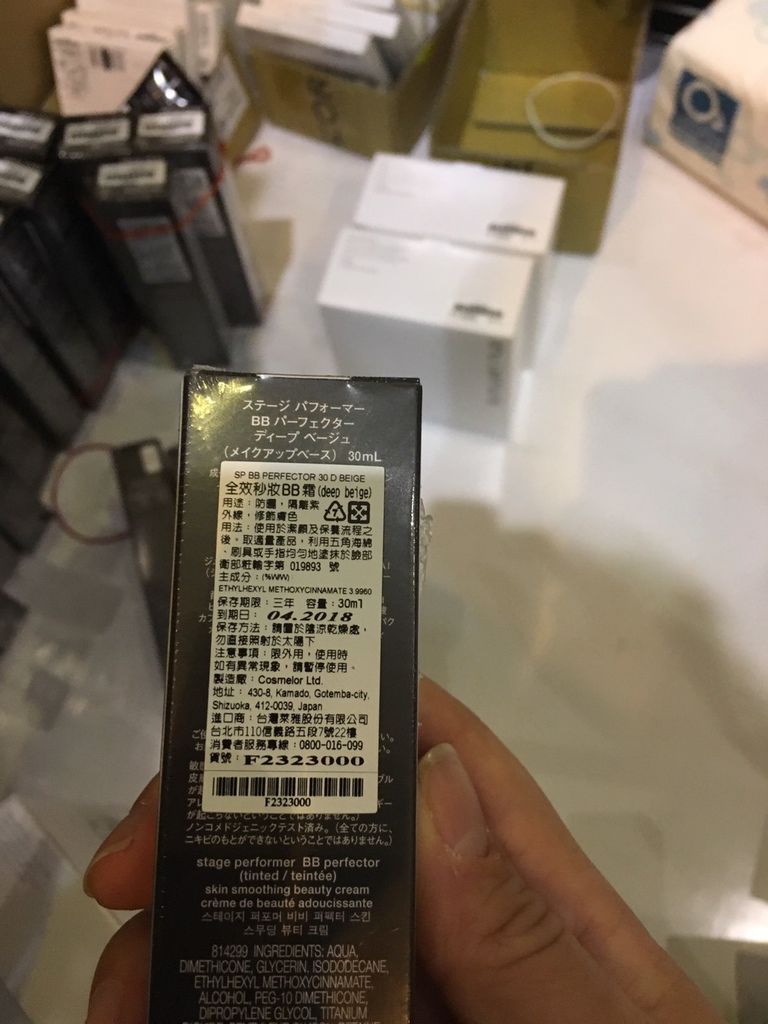 ステージ パフォーマー
BB パーフェクター
ディープ ベージュ
(メイクアップベース) 30mL
SP BB PERFECTOR 30 D BEIGE
全效秒妝BB霜(deep beige)
用途：防曬，隔離紫
外線，修飾膚色
用法：使用於潔顏及保養流程之
後，取適量產品，利用五角海綿
、刷具或手指均勻地塗抹於臉部
衛部粧輸字第 019893 號
主成分：(%W/W)
ETHYLHEXYL METHOXYCINNAMATE 3.9960
保存期限：三年 容量：30ml
到期日：04.2018
保存方法：請置於陰涼乾燥處，
勿直接照射於太陽下
注意事項：限外用，使用時
如有異常現象，請暫停使用。
製造廠：Cosmelor Ltd.
地址：430-8, Kamado, Gotemba-city,
Shizuoka, 412-0039, Japan
進口商：台灣萊雅股份有限公司
台北市110信義路五段7號22樓
消費者服務專線：0800-016-099
貨號：F2323000
F2323000
ノンコメドジェニックテスト済み。(全ての方に、
ニキビのもとができないということではありません。)
stage performer BB perfector
(tinted / teintée)
skin smoothing beauty cream
crème de beauté adoucissante
스테이지 퍼포머 비비 퍼펙터 스킨
스무딩 뷰티 크림
814299 INGREDIENTS: AQUA,
DIMETHICONE, GLYCERIN, ISODODECANE,
ETHYLHEXYL METHOXYCINNAMATE,
ALCOHOL, PEG-10 DIMETHICONE,
DIPROPYLENE GLYCOL, TITANIUM